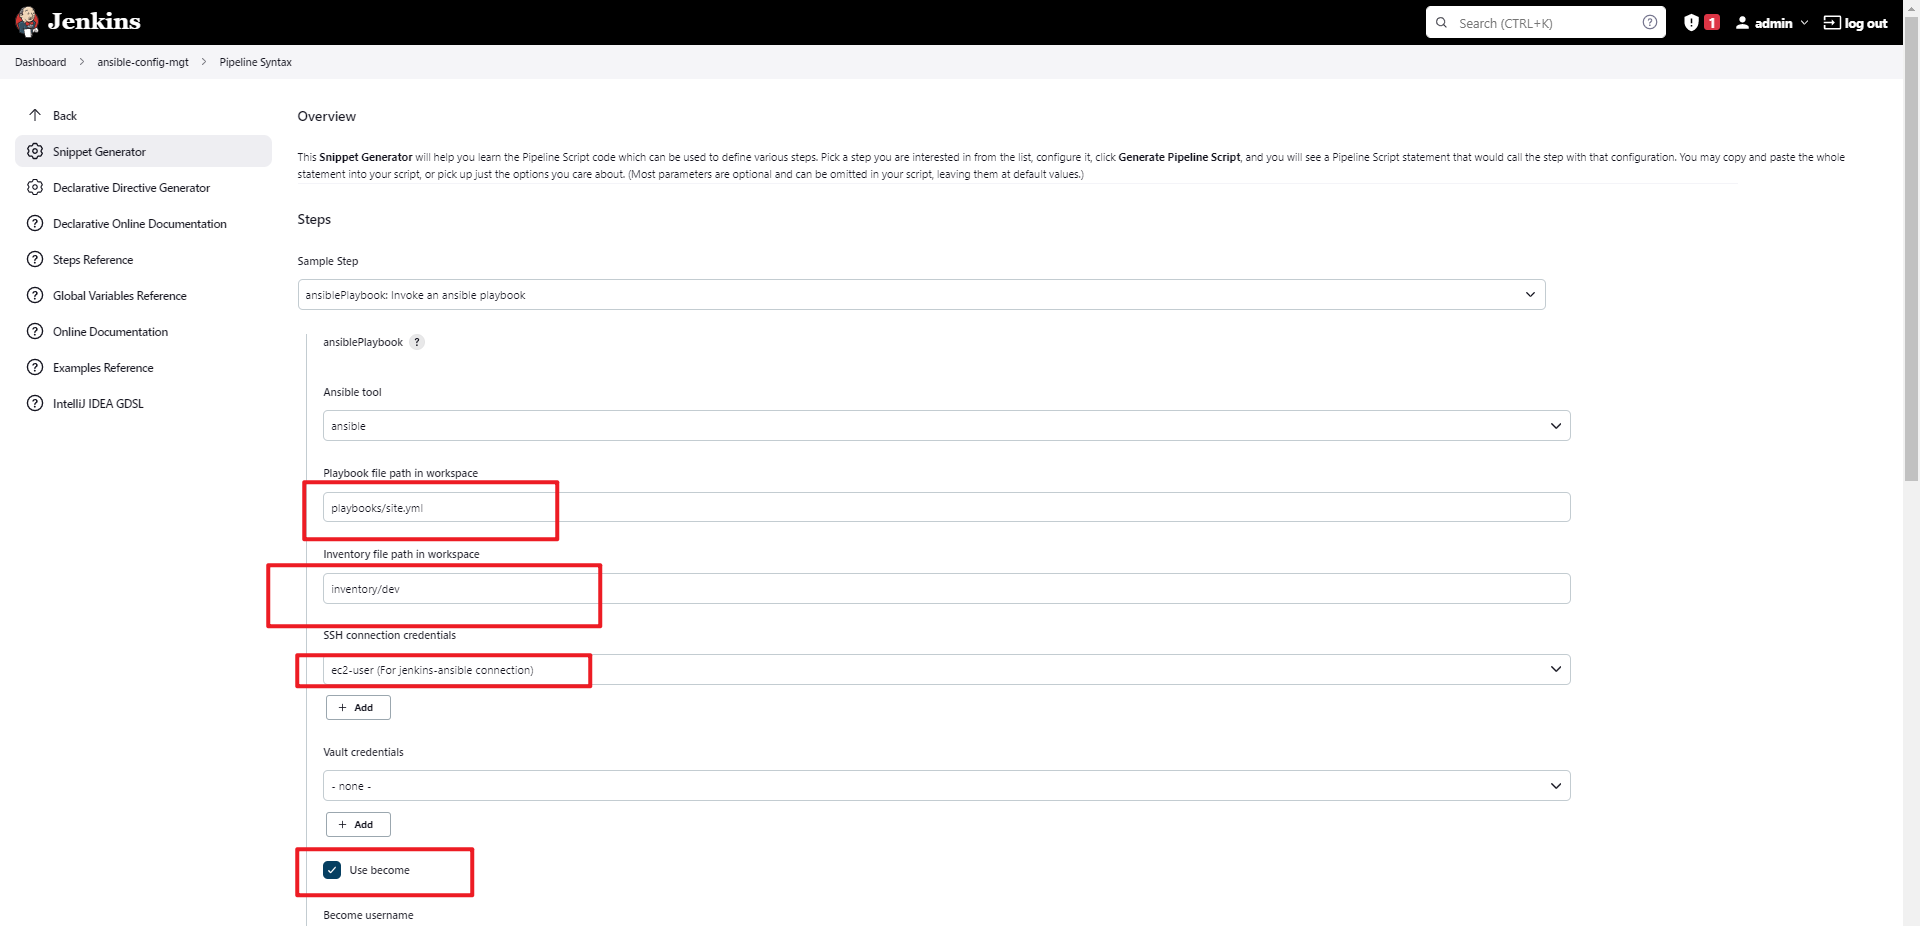 Jenkins
Search (CTRL+K)
?
1
admin
log out
Dashboard > ansible-config-mgt > Pipeline Syntax
Back
Snippet Generator
Declarative Directive Generator
Declarative Online Documentation
Steps Reference
Global Variables Reference
Online Documentation
Examples Reference
IntelliJ IDEA GDSL
Overview
This Snippet Generator will help you learn the Pipeline Script code which can be used to define various steps. Pick a step you are interested in from the list, configure it, click Generate Pipeline Script, and you will see a Pipeline Script statement that would call the step with that configuration. You may copy and paste the whole
statement into your script, or pick up just the options you care about. (Most parameters are optional and can be omitted in your script, leaving them at default values.)
Steps
Sample Step
ansiblePlaybook: Invoke an ansible playbook
ansiblePlaybook ?
Ansible tool
ansible
Playbook file path in workspace
playbooks/site.yml
Inventory file path in workspace
inventory/dev
SSH connection credentials
ec2-user (For jenkins-ansible connection)
+ Add
Vault credentials
- none -
+ Add
Use become
Become username